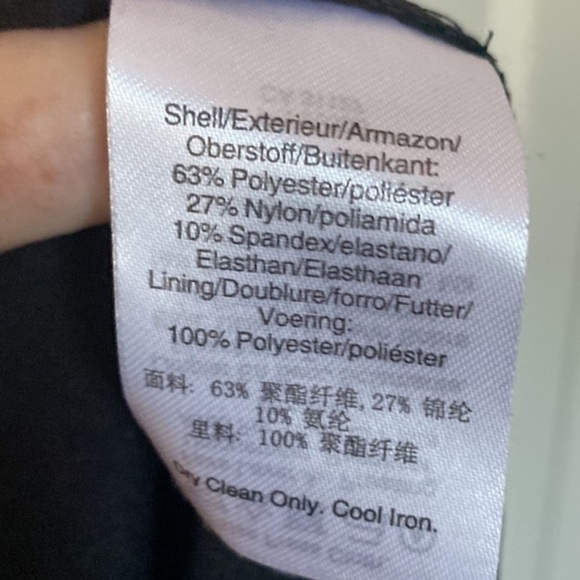 Shell/Exterieur/Armazon/
Oberstoff/Buitenkant:
63% Polyester/poliéster
27% Nylon/poliamida
10% Spandex/elastano/
Elasthan/Elasthaan
Lining/Doublure/forro/Futter/
Voering:
100% Polyester/poliéster
面料: 63% 聚酯纤维, 27% 锦纶
10% 氨纶
里料: 100% 聚酯纤维
Dry Clean Only. Cool Iron.